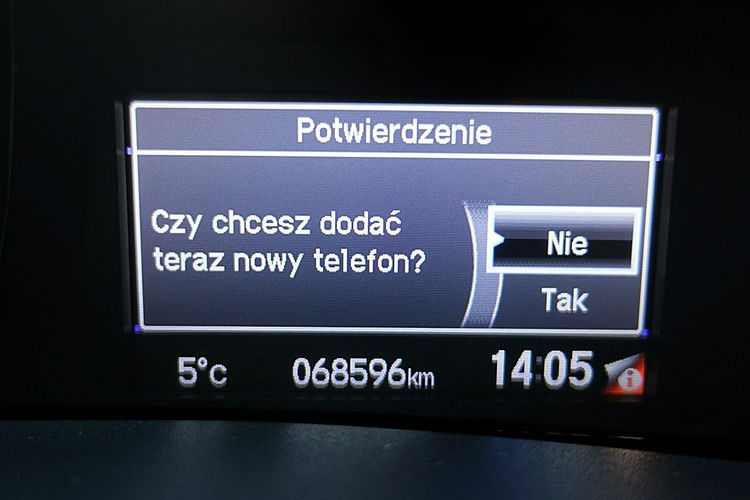 Potwierdzenie
Czy chcesz dodać
teraz nowy telefon?
Nie
Tak
5°C 068596km 14:05 i